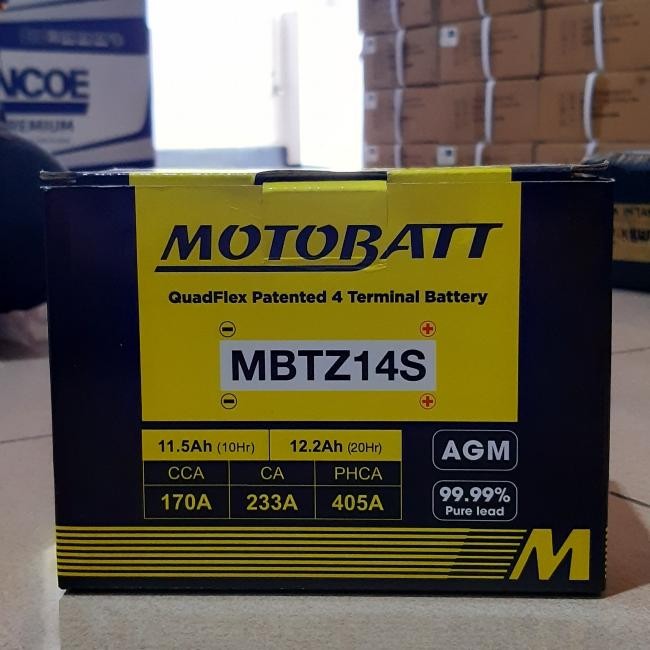 NCOE
MOTOBATT
QuadFlex Patented 4 Terminal Battery
MBTZ14S
11.5Ah (10Hr) 12.2Ah (20Hr)
CCA CA PHCA
170A 233A 405A
AGM
99.99%
Pure lead
M